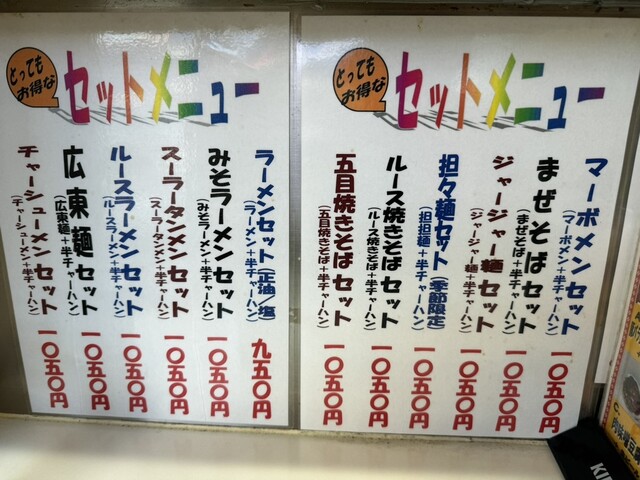 とっても
お得な
セットメニュー
ラーメンセット(正油/塩)
(ラーメン+半チャーハン)
九五〇円
みそラーメンセット
(みそラーメン+半チャーハン)
一〇五〇円
スーラータンメンセット
(スーラータンメン+半チャーハン)
一〇五〇円
ルースラーメンセット
(ルースラーメン+半チャーハン)
一〇五〇円
広東麺セット
(広東麺+半チャーハン)
一〇五〇円
チャーシューメンセット
(チャーシューメン+半チャーハン)
一〇五〇円
とっても
お得な
セットメニュー
マーボメンセット
(マーボメン+半チャーハン)
一〇五〇円
まぜそばセット
(まぜそば+半チャーハン)
一〇五〇円
ジャージャー麺セット
(ジャージャー麺+半チャーハン)
一〇五〇円
担々麺セット(季節限定)
(担担麺+半チャーハン)
一〇五〇円
ルース焼きそばセット
(ルース焼きそば+半チャーハン)
一〇五〇円
五目焼きそばセット
(五目焼きそば+半チャーハン)
一〇五〇円